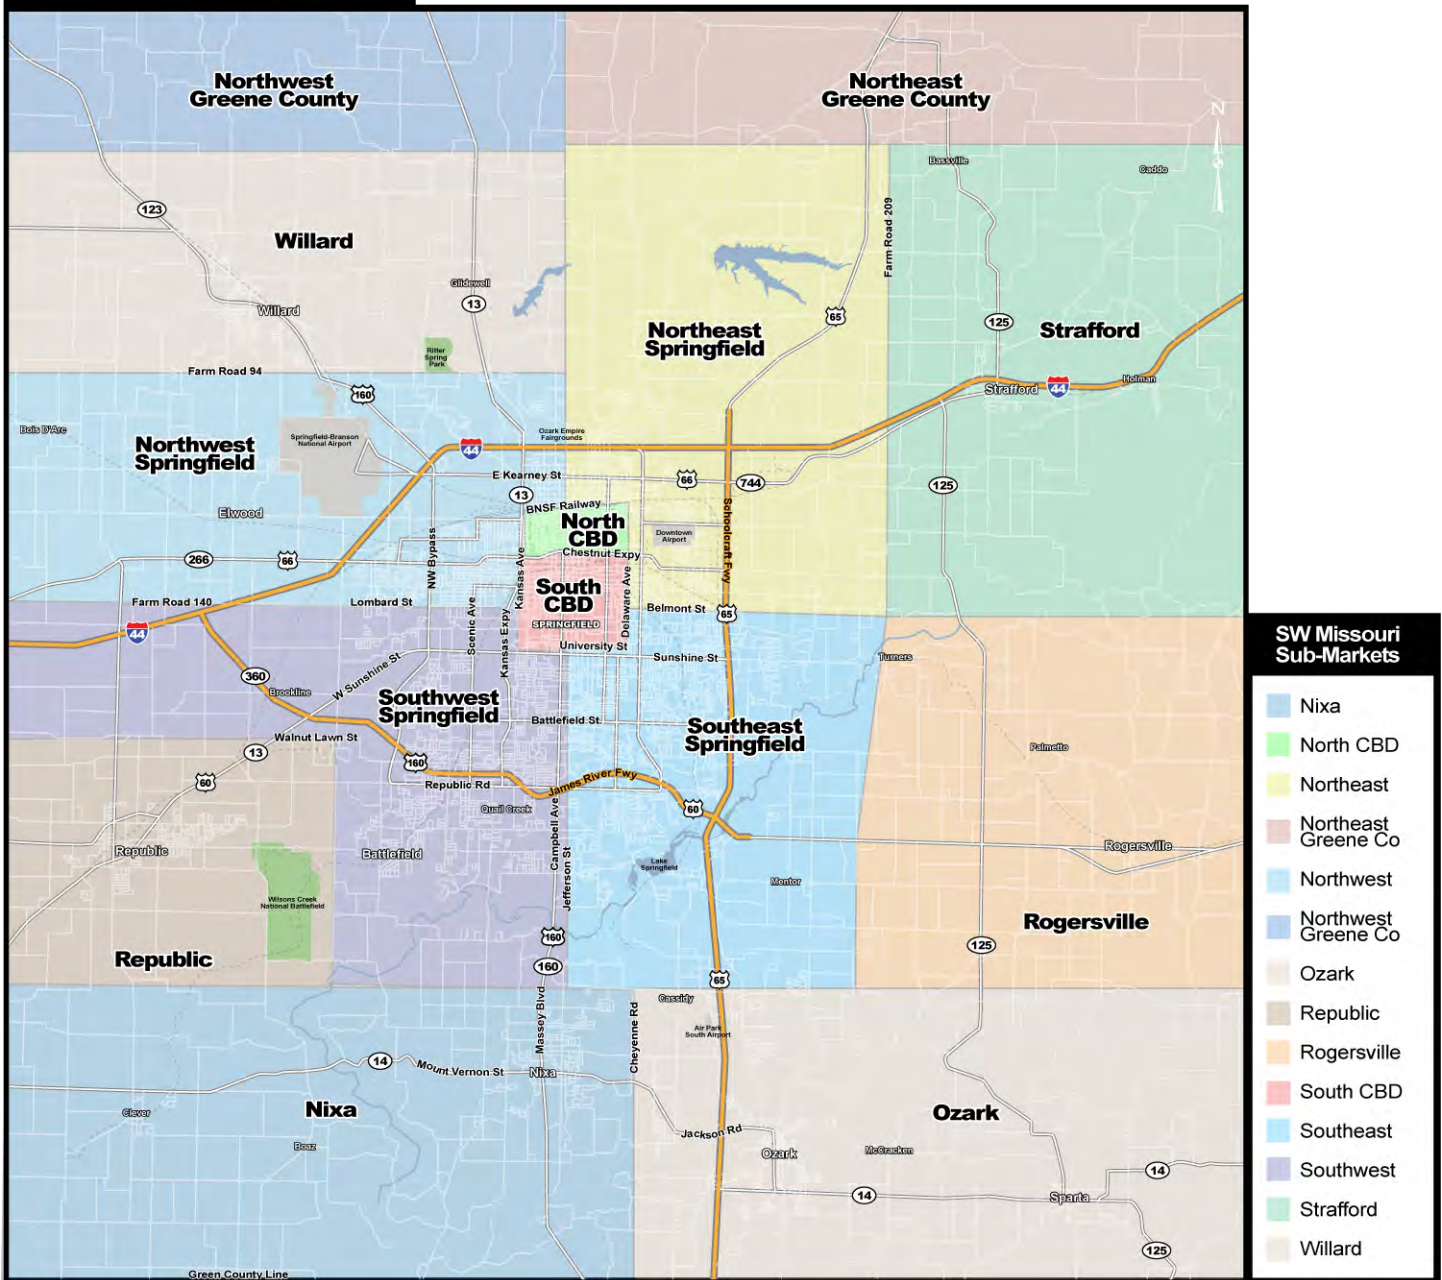 Northwest
Greene County
Northeast
Greene County
N
Bassville
Caddo
123
Farm Road 209
Willard
Glidewell
13
Willard
65
125
Northeast
Springfield
Strafford
Ritter
Spring
Park
Farm Road 94
Holman
Strafford
44
160
Bois D'Arc
Springfield-Branson
National Airport
Ozark Empire
Fairgrounds
Northwest
Springfield
44
E Kearney St
66
744
125
13
BNSF Railway
Elwood
North
CBD
Downtown
Airport
Schoolcraft Fwy
NW Bypass
Kansas Ave
Chestnut Expy
266
66
South
CBD
Delaware Ave
Farm Road 140
Lombard St
Scenic Ave
Belmont St
65
SPRINGFIELD
44
Kansas Expy
University St
Sunshine St
Turners
360
Brookline
W Sunshine St
Southwest
Springfield
Battlefield St
Southeast
Springfield
Palmetto
Walnut Lawn St
13
160
60
Republic Rd
James River Fwy
Quail Creek
60
Campbell Ave
Republic
Battlefield
Jefferson St
Lake
Springfield
Rogersville
Mentor
Wilsons Creek
National Battlefield
Rogersville
160
125
Republic
160
65
Massey Blvd
Cheyenne Rd
Cassidy
Air Park
South Airport
14
Mount Vernon St
Nixa
Clever
Nixa
Ozark
Boaz
Jackson Rd
Ozark
McCracken
14
14
Sparta
125
Green County Line
SW Missouri
Sub-Markets
Nixa
North CBD
Northeast
Northeast
Greene Co
Northwest
Northwest
Greene Co
Ozark
Republic
Rogersville
South CBD
Southeast
Southwest
Strafford
Willard